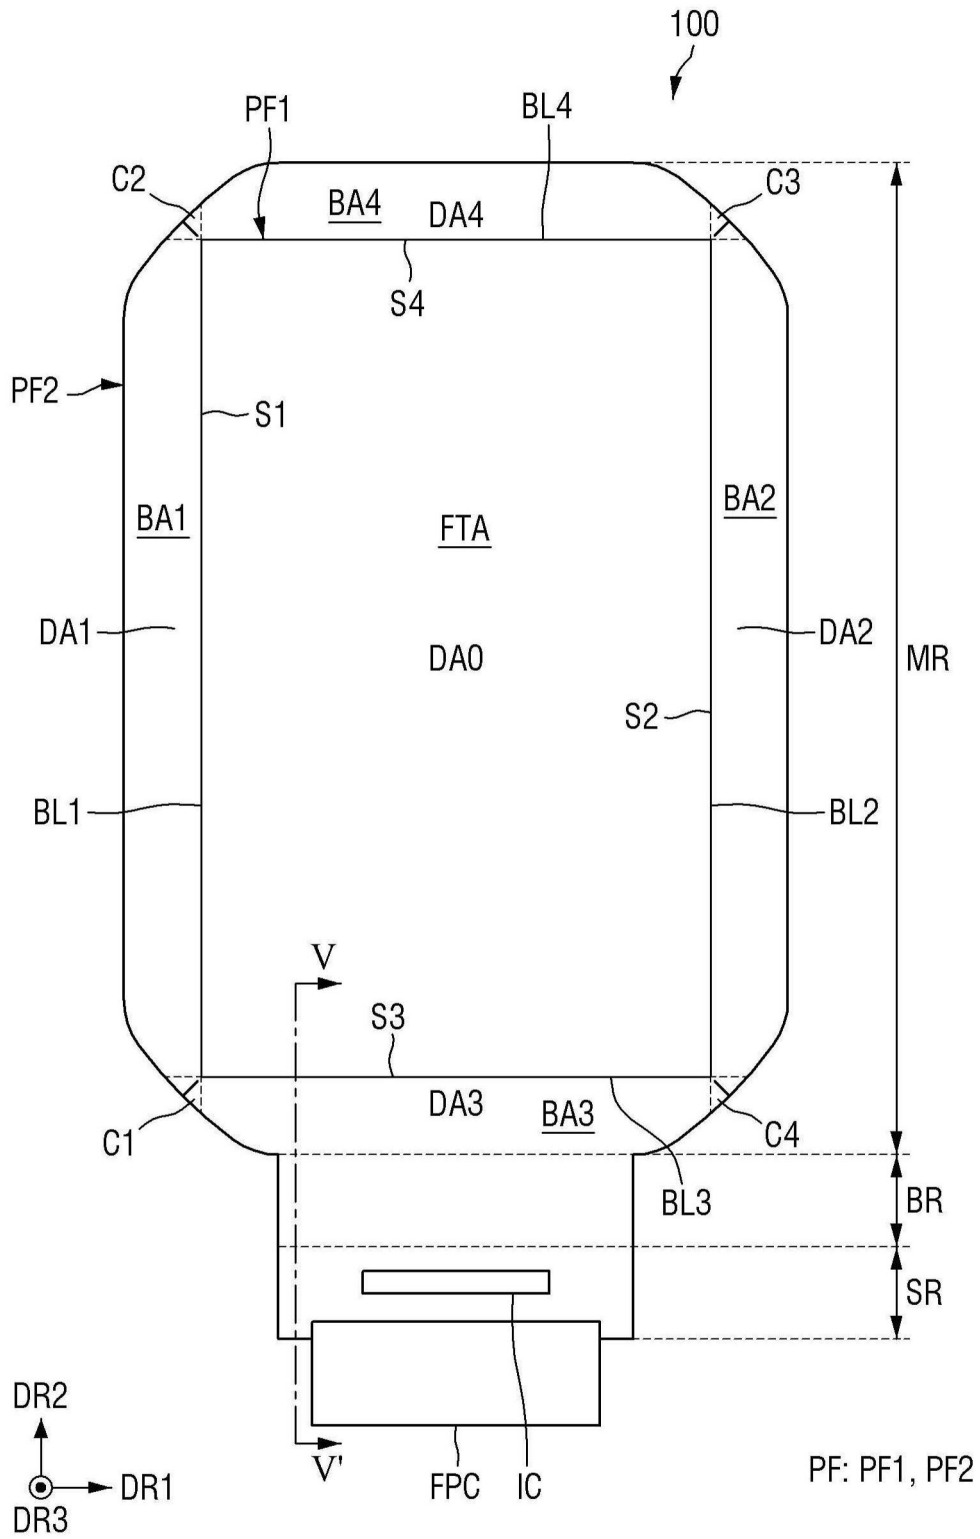 100
PF1
BL4
C2
C3
BA4
DA4
S4
PF2
S1
BA1
FTA
BA2
DA1
DA0
DA2
MR
S2
BL1
BL2
V
S3
DA3
BA3
C1
C4
BL3
BR
SR
DR2
DR1
DR3
V'
FPC
IC
PF: PF1, PF2